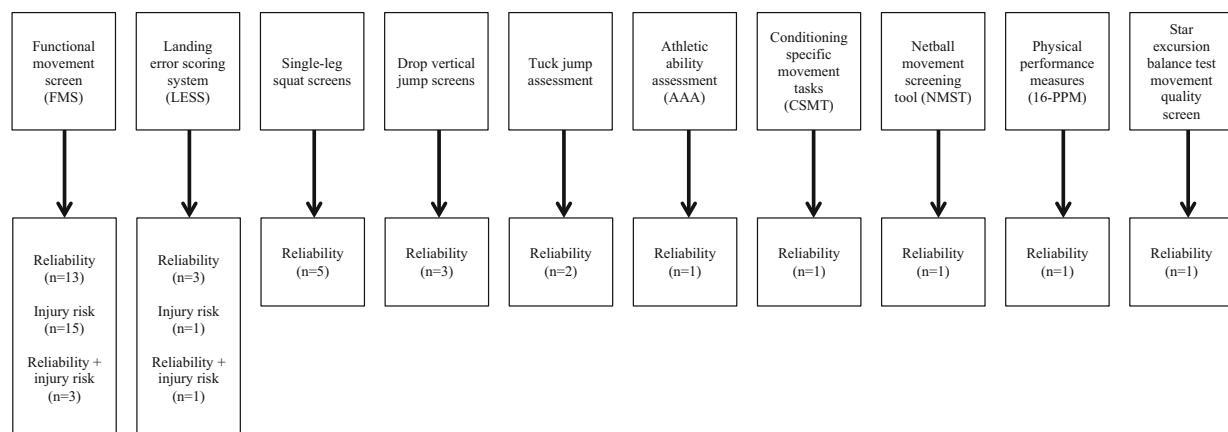 Functional
movement
screen
(FMS)
Landing
error scoring
system
(LESS)
Single-leg
squat screens
Drop vertical
jump screens
Tuck jump
assessment
Athletic
ability
assessment
(AAA)
Conditioning
specific
movement
tasks
(CSMT)
Netball
movement
screening
tool (NMST)
Physical
performance
measures
(16-PPM)
Star
excursion
balance test
movement
quality
screen
Reliability
(n=13)
Injury risk
(n=15)
Reliability +
injury risk
(n=3)
Reliability
(n=3)
Injury risk
(n=1)
Reliability +
injury risk
(n=1)
Reliability
(n=5)
Reliability
(n=3)
Reliability
(n=2)
Reliability
(n=1)
Reliability
(n=1)
Reliability
(n=1)
Reliability
(n=1)
Reliability
(n=1)